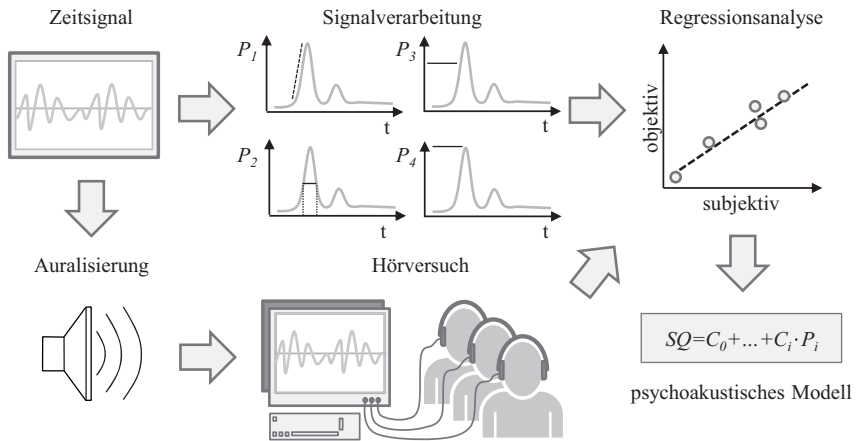 Zeitsignal
Signalverarbeitung
Regressionsanalyse
P1
t
P3
t
P2
t
P4
t
objektiv
subjektiv
Auralisierung
Hörversuch
SQ=C0+...+Ci·Pi
psychoakustisches Modell